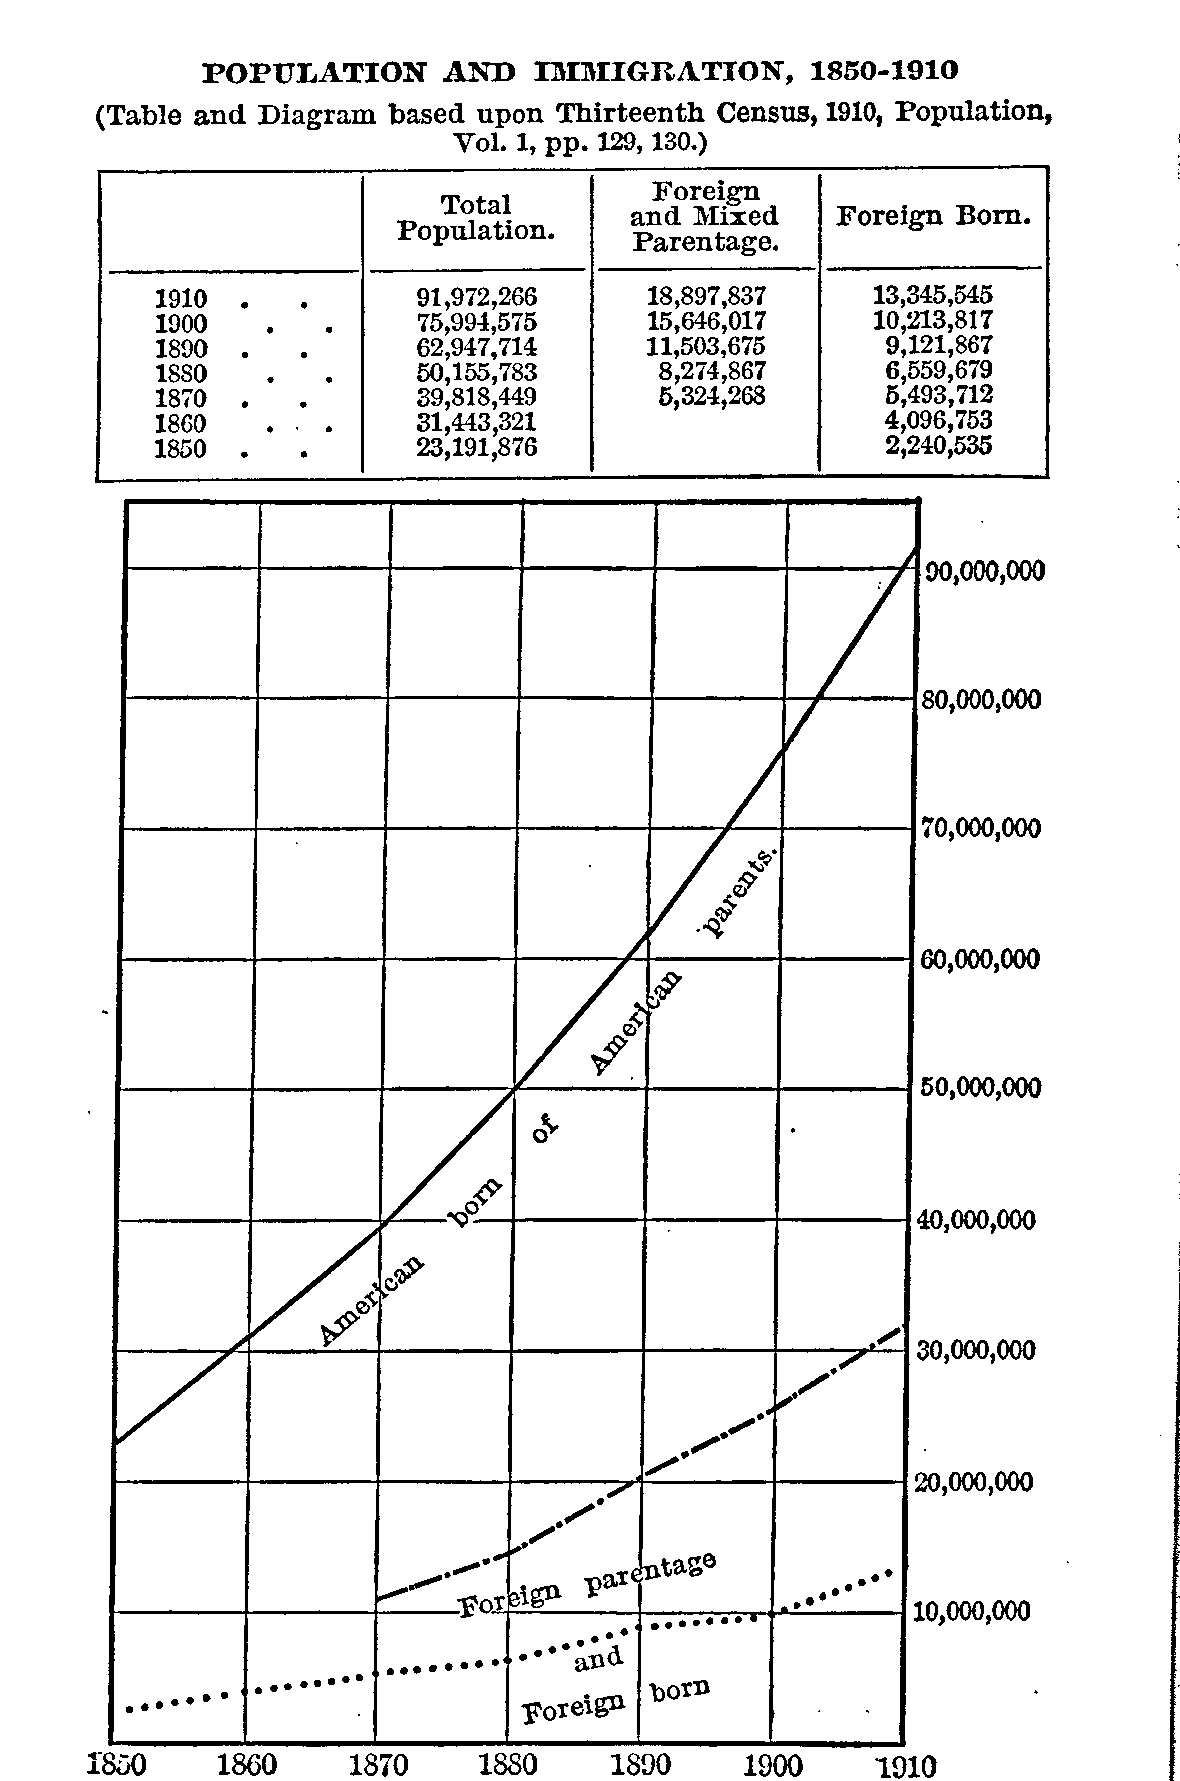 POPULATION AND IMMIGRATION, 1850-1910
(Table and Diagram based upon Thirteenth Census, 1910, Population,
Vol. 1, pp. 129, 130.)
Total Population. Foreign and Mixed Parentage. Foreign Born.
1910 . . 91,972,266 18,897,837 13,345,545
1900 . . 75,994,575 15,646,017 10,213,817
1890 . . 62,947,714 11,503,675 9,121,867
1880 . . 50,155,783 8,274,867 6,559,679
1870 . . 39,818,449 5,324,268 5,493,712
1860 . . 31,443,321 4,096,753
1850 . . 23,191,876 2,240,535
90,000,000
80,000,000
70,000,000
60,000,000
50,000,000
40,000,000
30,000,000
20,000,000
10,000,000
American born of American parents.
Foreign parentage
and
Foreign born
1850 1860 1870 1880 1890 1900 1910